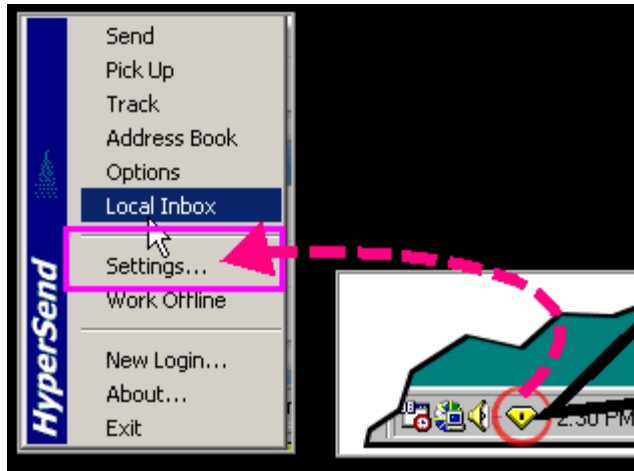 Send
Pick Up
Track
Address Book
Options
Local Inbox
Settings...
Work Offline
New Login...
About...
Exit
HyperSend
2:50 PM